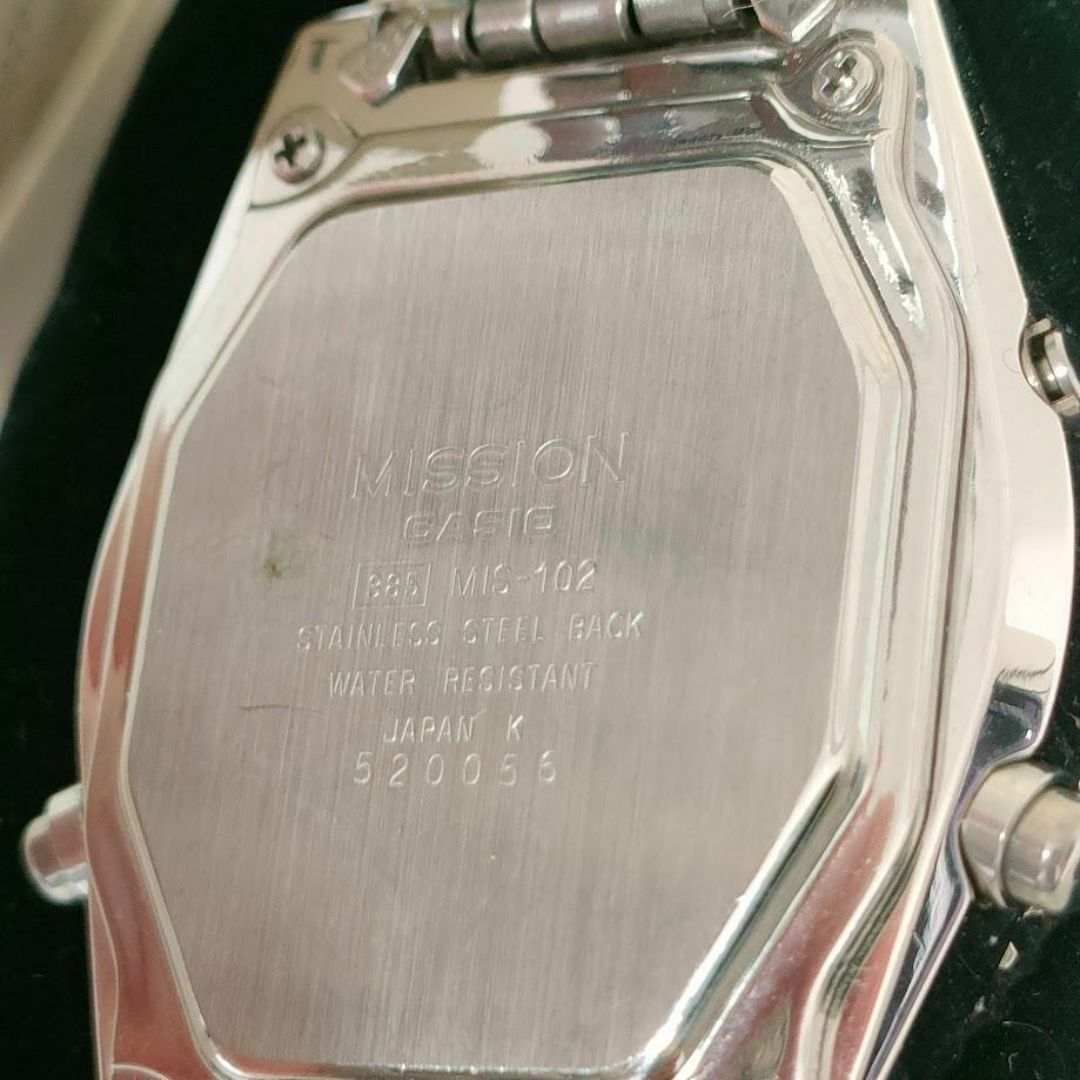 MISSION
CASIO
385 MIS-102
STAINLESS STEEL BACK
WATER RESISTANT
JAPAN K
520056